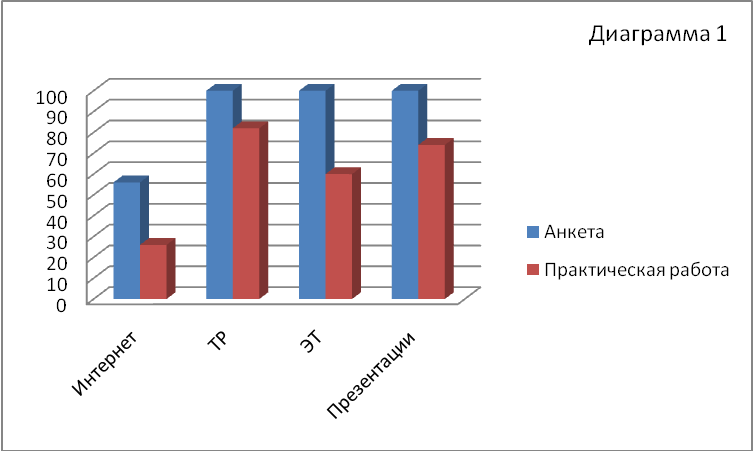 Диаграмма 1
100
90
80
70
60
50
40
30
20
10
0
Интернет
ТР
ЭТ
Презентации
Анкета
Практическая работа